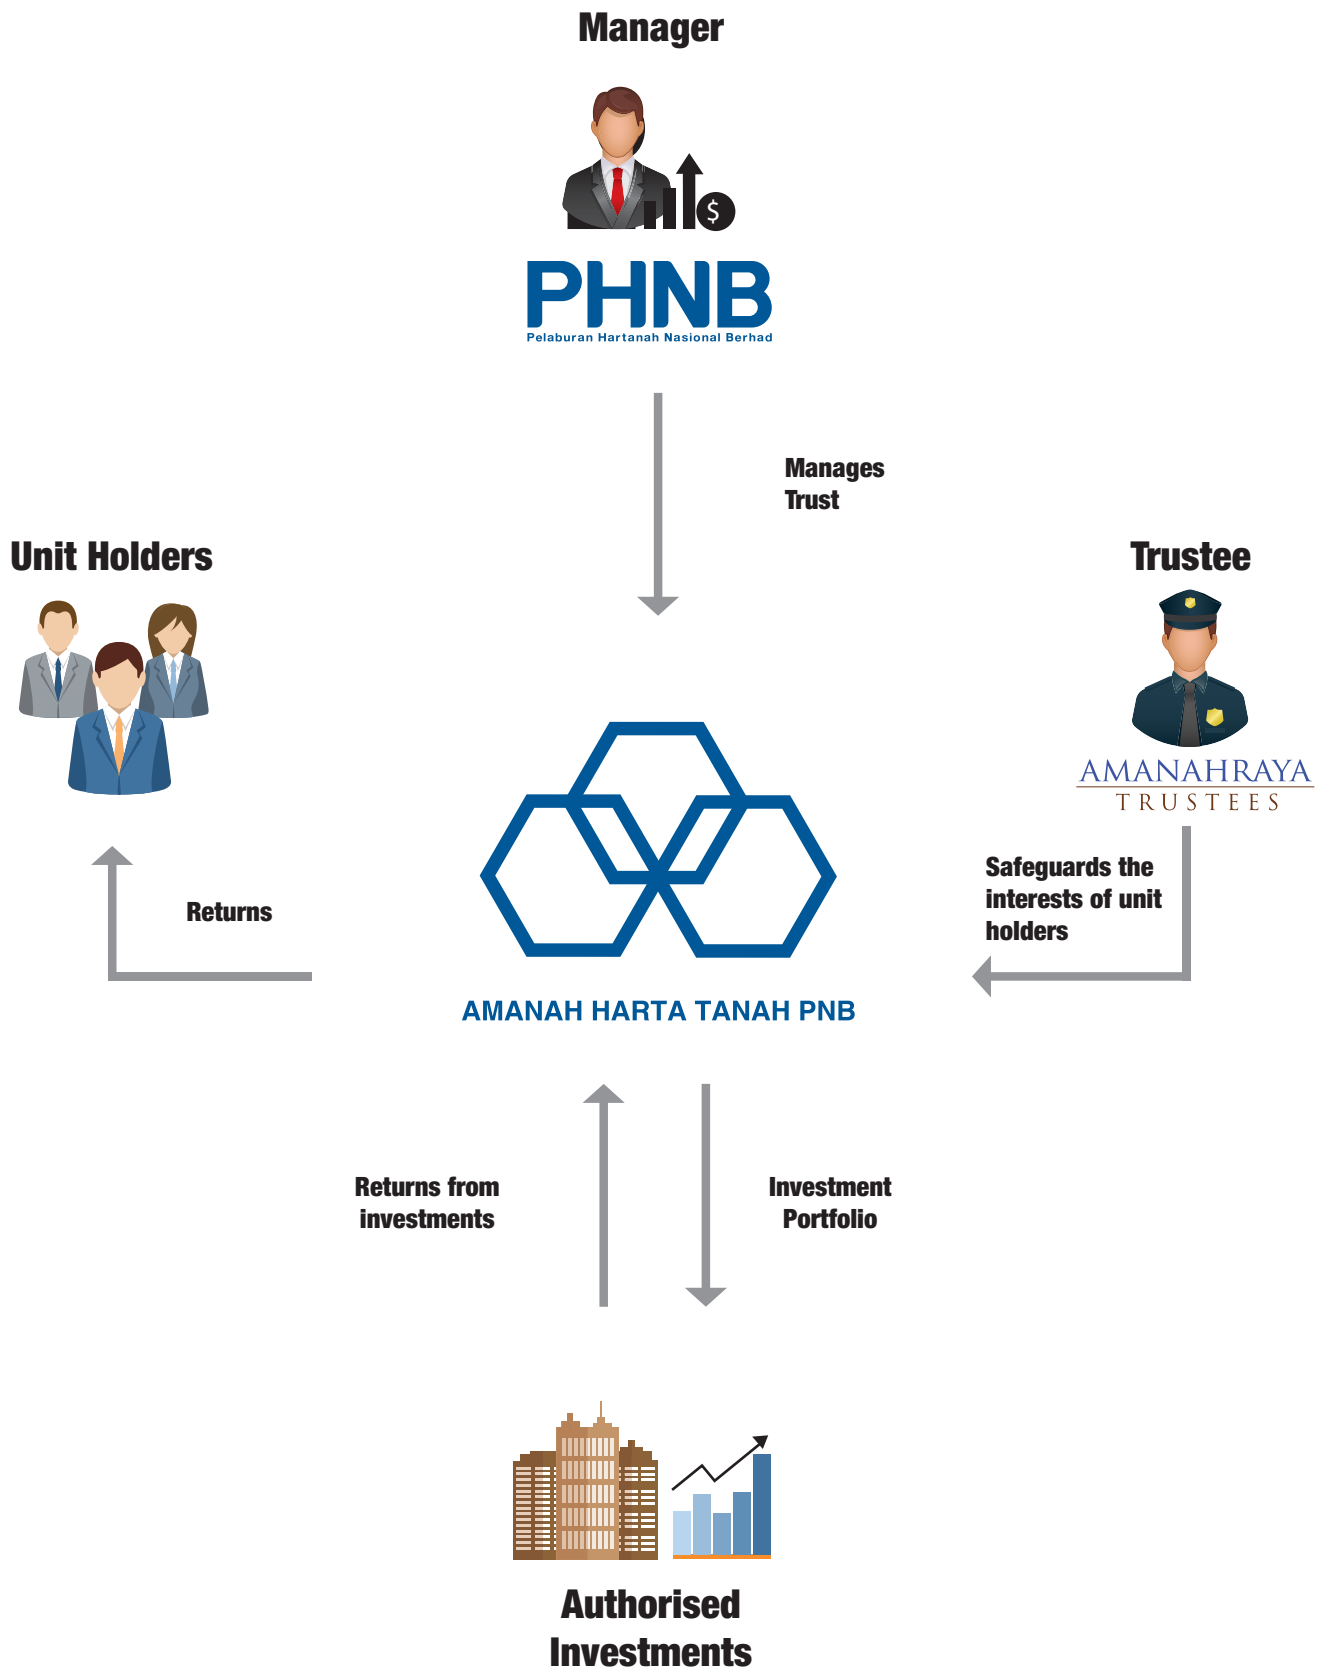 Manager
$
PHNB
Pelaburan Hartanah Nasional Berhad
Manages
Trust
Unit Holders
Trustee
AMANAHRAYA
TRUSTEES
Safeguards the
interests of unit
holders
Returns
AMANAH HARTA TANAH PNB
Returns from
investments
Investment
Portfolio
Authorised
Investments